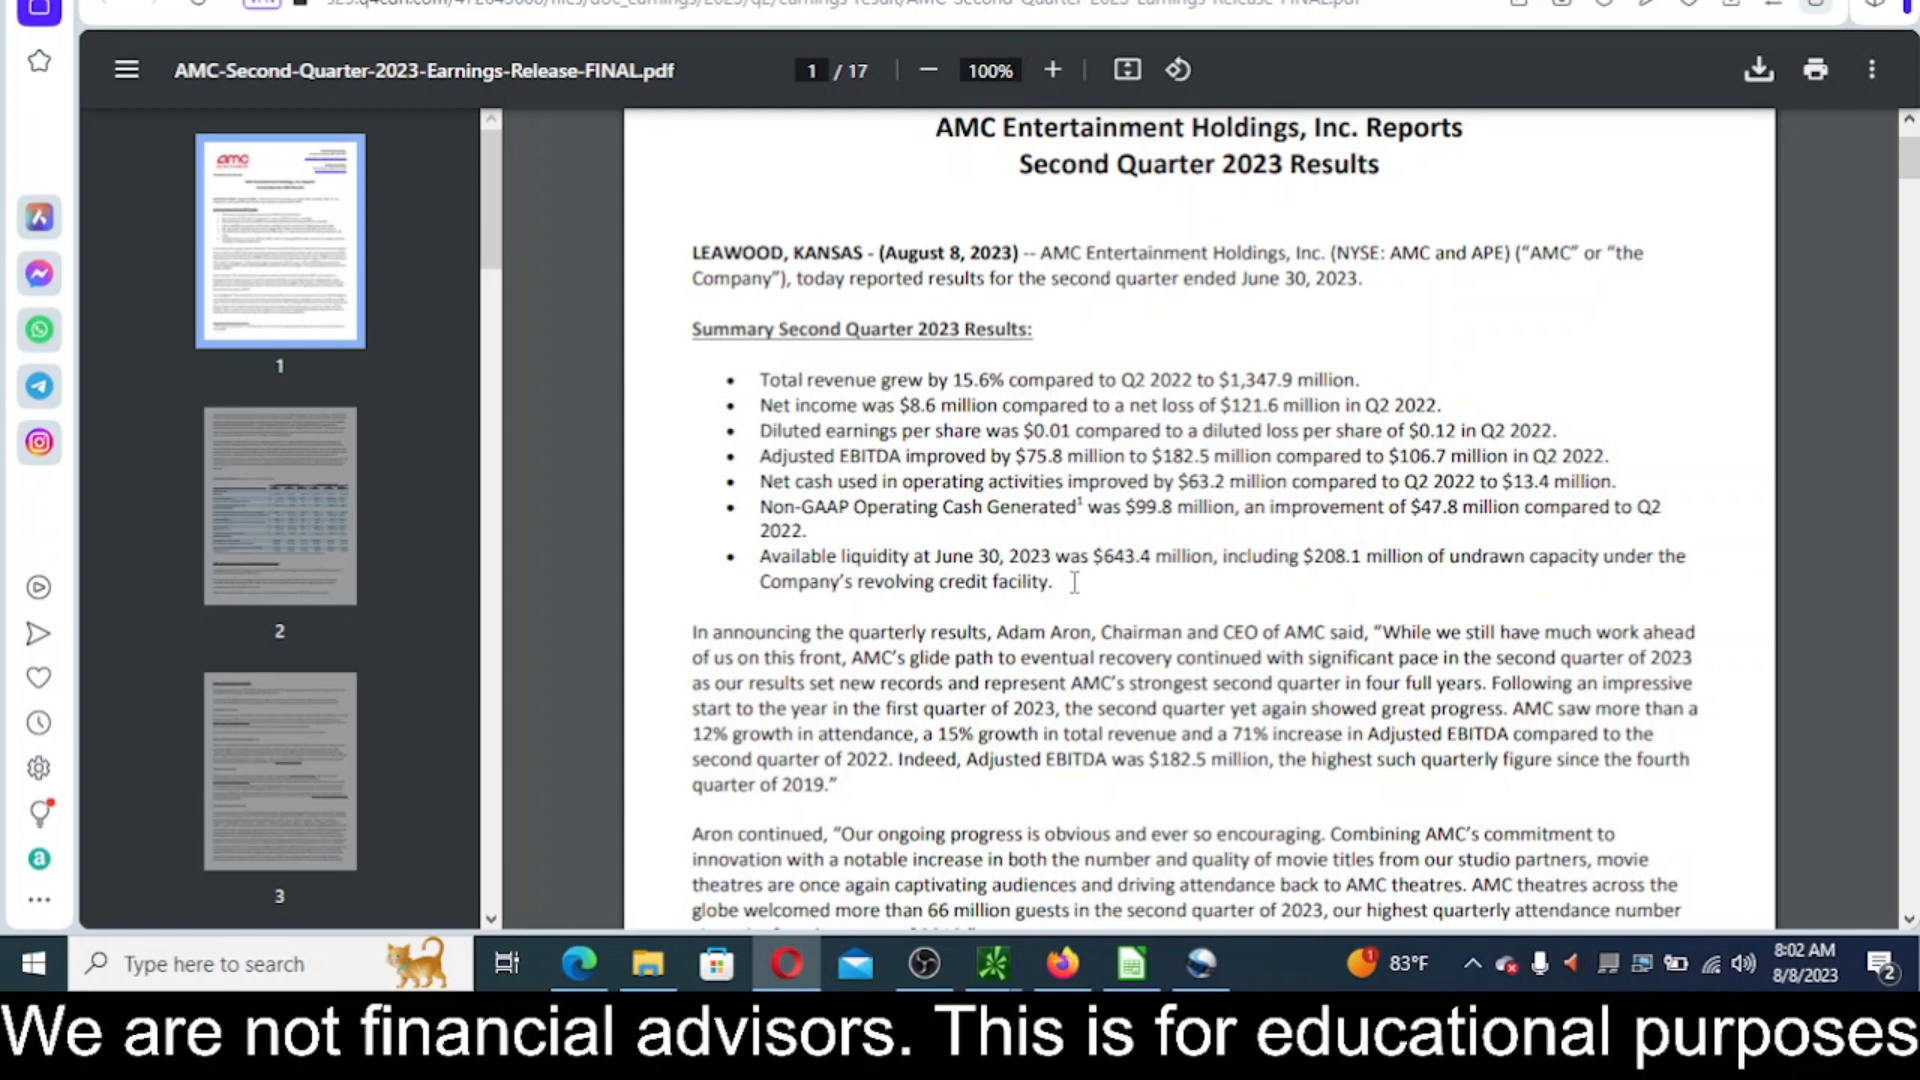 AMC-Second-Quarter-2023-Earnings-Release-FINAL.pdf
1 / 17
100%
1
2
3
AMC Entertainment Holdings, Inc. Reports
Second Quarter 2023 Results
LEAWOOD, KANSAS - (August 8, 2023) -- AMC Entertainment Holdings, Inc. (NYSE: AMC and APE) (“AMC” or “the
Company”), today reported results for the second quarter ended June 30, 2023.
Summary Second Quarter 2023 Results:
• Total revenue grew by 15.6% compared to Q2 2022 to $1,347.9 million.
• Net income was $8.6 million compared to a net loss of $121.6 million in Q2 2022.
• Diluted earnings per share was $0.01 compared to a diluted loss per share of $0.12 in Q2 2022.
• Adjusted EBITDA improved by $75.8 million to $182.5 million compared to $106.7 million in Q2 2022.
• Net cash used in operating activities improved by $63.2 million compared to Q2 2022 to $13.4 million.
• Non-GAAP Operating Cash Generated¹ was $99.8 million, an improvement of $47.8 million compared to Q2
2022.
• Available liquidity at June 30, 2023 was $643.4 million, including $208.1 million of undrawn capacity under the
Company’s revolving credit facility.
In announcing the quarterly results, Adam Aron, Chairman and CEO of AMC said, “While we still have much work ahead
of us on this front, AMC’s glide path to eventual recovery continued with significant pace in the second quarter of 2023
as our results set new records and represent AMC’s strongest second quarter in four full years. Following an impressive
start to the year in the first quarter of 2023, the second quarter yet again showed great progress. AMC saw more than a
12% growth in attendance, a 15% growth in total revenue and a 71% increase in Adjusted EBITDA compared to the
second quarter of 2022. Indeed, Adjusted EBITDA was $182.5 million, the highest such quarterly figure since the fourth
quarter of 2019.”
Aron continued, “Our ongoing progress is obvious and ever so encouraging. Combining AMC’s commitment to
innovation with a notable increase in both the number and quality of movie titles from our studio partners, movie
theatres are once again captivating audiences and driving attendance back to AMC theatres. AMC theatres across the
globe welcomed more than 66 million guests in the second quarter of 2023, our highest quarterly attendance number
Type here to search
83°F
8:02 AM
8/8/2023
2
We are not financial advisors. This is for educational purposes